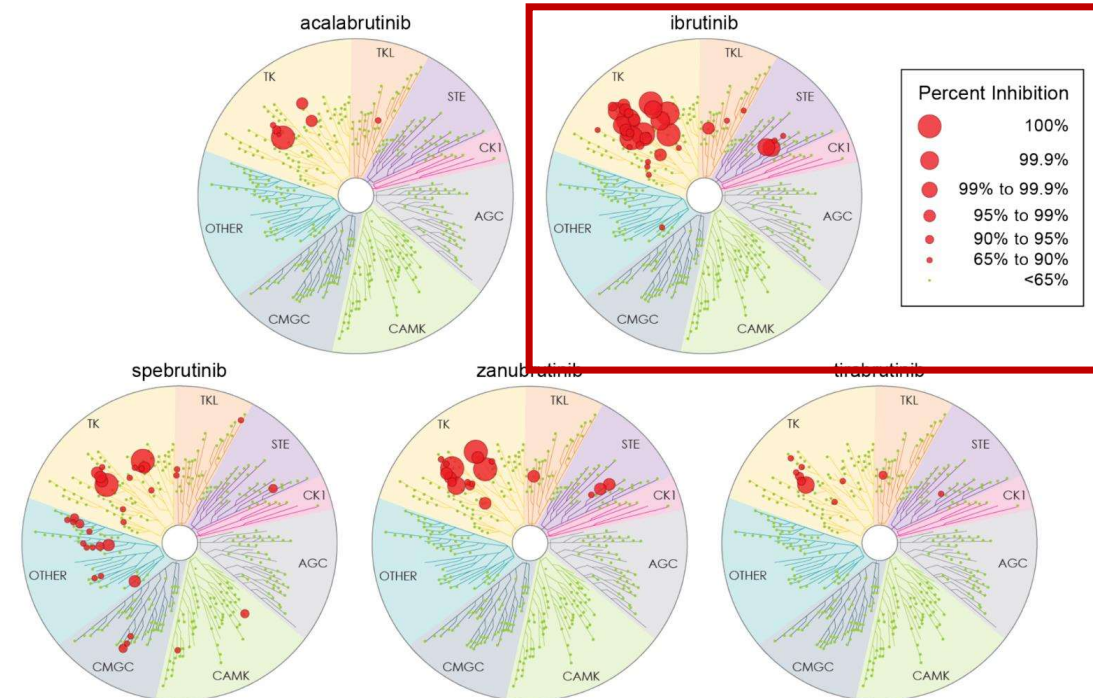 acalabrutinib
ibrutinib
TK
TKL
STE
CK1
AGC
CAMK
CMGC
OTHER
TK
TKL
STE
CK1
AGC
CAMK
CMGC
OTHER
Percent Inhibition
100%
99.9%
99% to 99.9%
95% to 99%
90% to 95%
65% to 90%
<65%
spebrutinib
zanubrutinib
tirabrutinib
TK
TKL
STE
CK1
AGC
CAMK
CMGC
OTHER
TK
TKL
STE
CK1
AGC
CAMK
CMGC
OTHER
TK
TKL
STE
CK1
AGC
CAMK
CMGC
OTHER